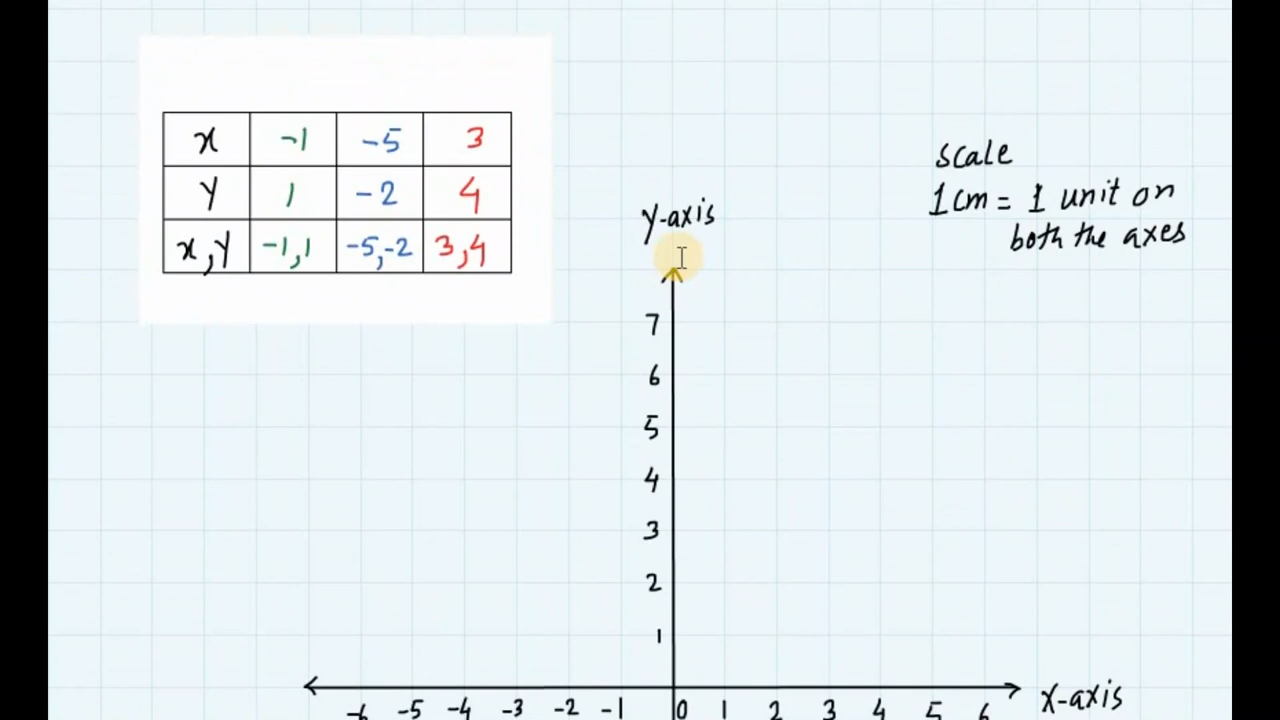 x -1 -5 3
y 1 -2 4
x,y -1,1 -5,-2 3,4
scale
1cm = 1 unit on
both the axes
Y-axis
7
6
5
4
3
2
1
X-axis
-6 -5 -4 -3 -2 -1 0 1 2 3 4 5 6